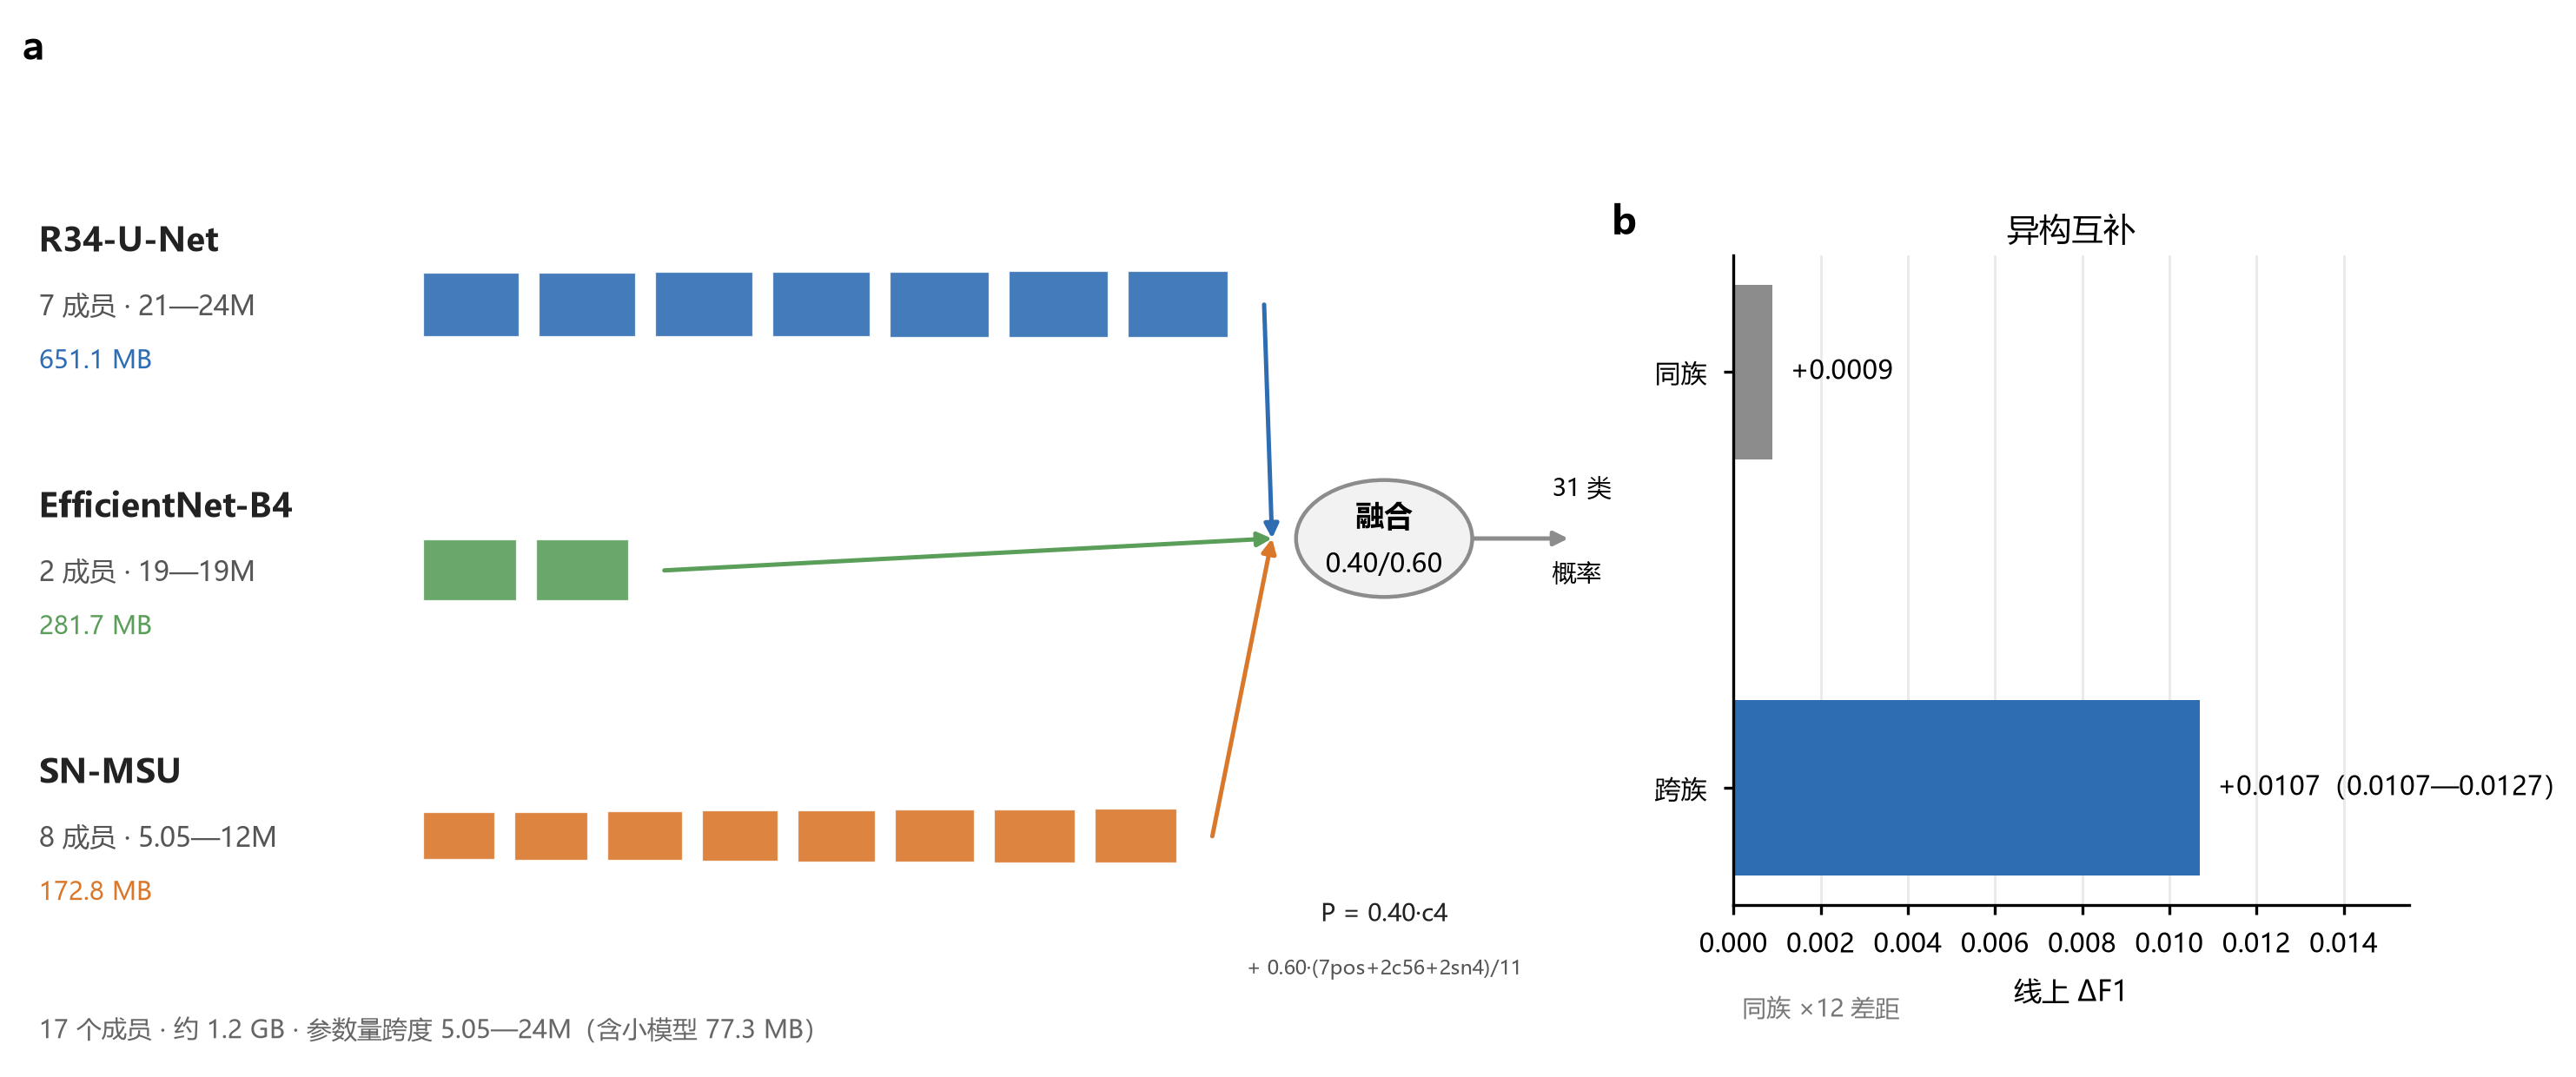 a
R34-U-Net
7 成员 · 21—24M
651.1 MB
EfficientNet-B4
2 成员 · 19—19M
281.7 MB
SN-MSU
8 成员 · 5.05—12M
172.8 MB
融合
0.40/0.60
31 类
概率
P = 0.40·c4
+ 0.60·(7pos+2c56+2sn4)/11
17 个成员 · 约 1.2 GB · 参数量跨度 5.05—24M（含小模型 77.3 MB）
b
异构互补
同族
+0.0009
跨族
+0.0107（0.0107—0.0127）
0.000 0.002 0.004 0.006 0.008 0.010 0.012 0.014
线上 ΔF1
同族 ×12 差距